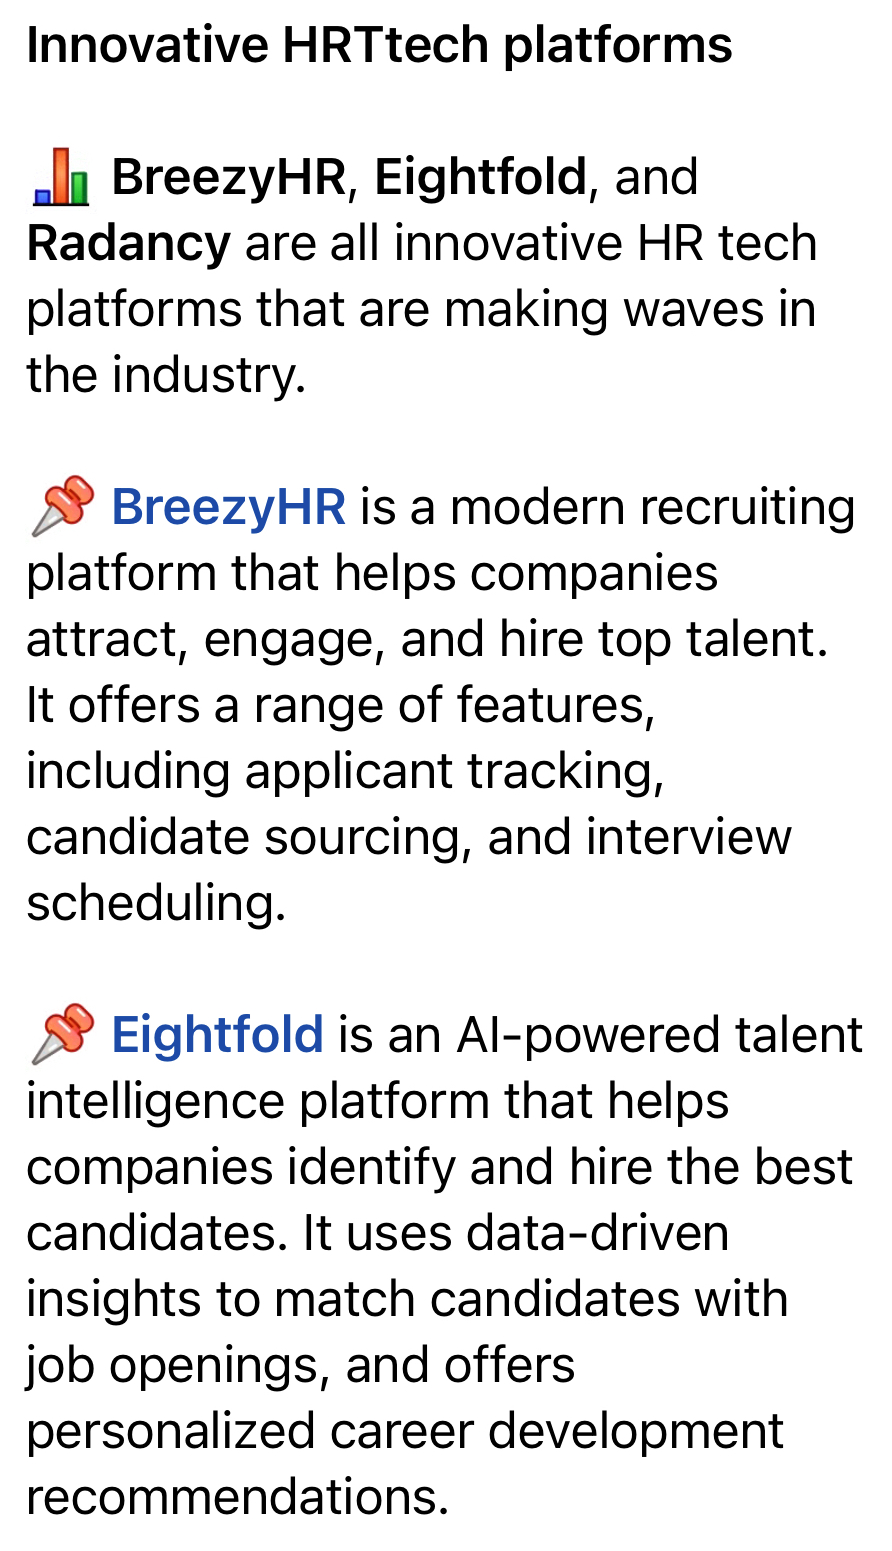 Innovative HRTtech platforms
📊 BreezyHR, Eightfold, and
Radancy are all innovative HR tech
platforms that are making waves in
the industry.
📌 BreezyHR is a modern recruiting
platform that helps companies
attract, engage, and hire top talent.
It offers a range of features,
including applicant tracking,
candidate sourcing, and interview
scheduling.
📌 Eightfold is an AI-powered talent
intelligence platform that helps
companies identify and hire the best
candidates. It uses data-driven
insights to match candidates with
job openings, and offers
personalized career development
recommendations.